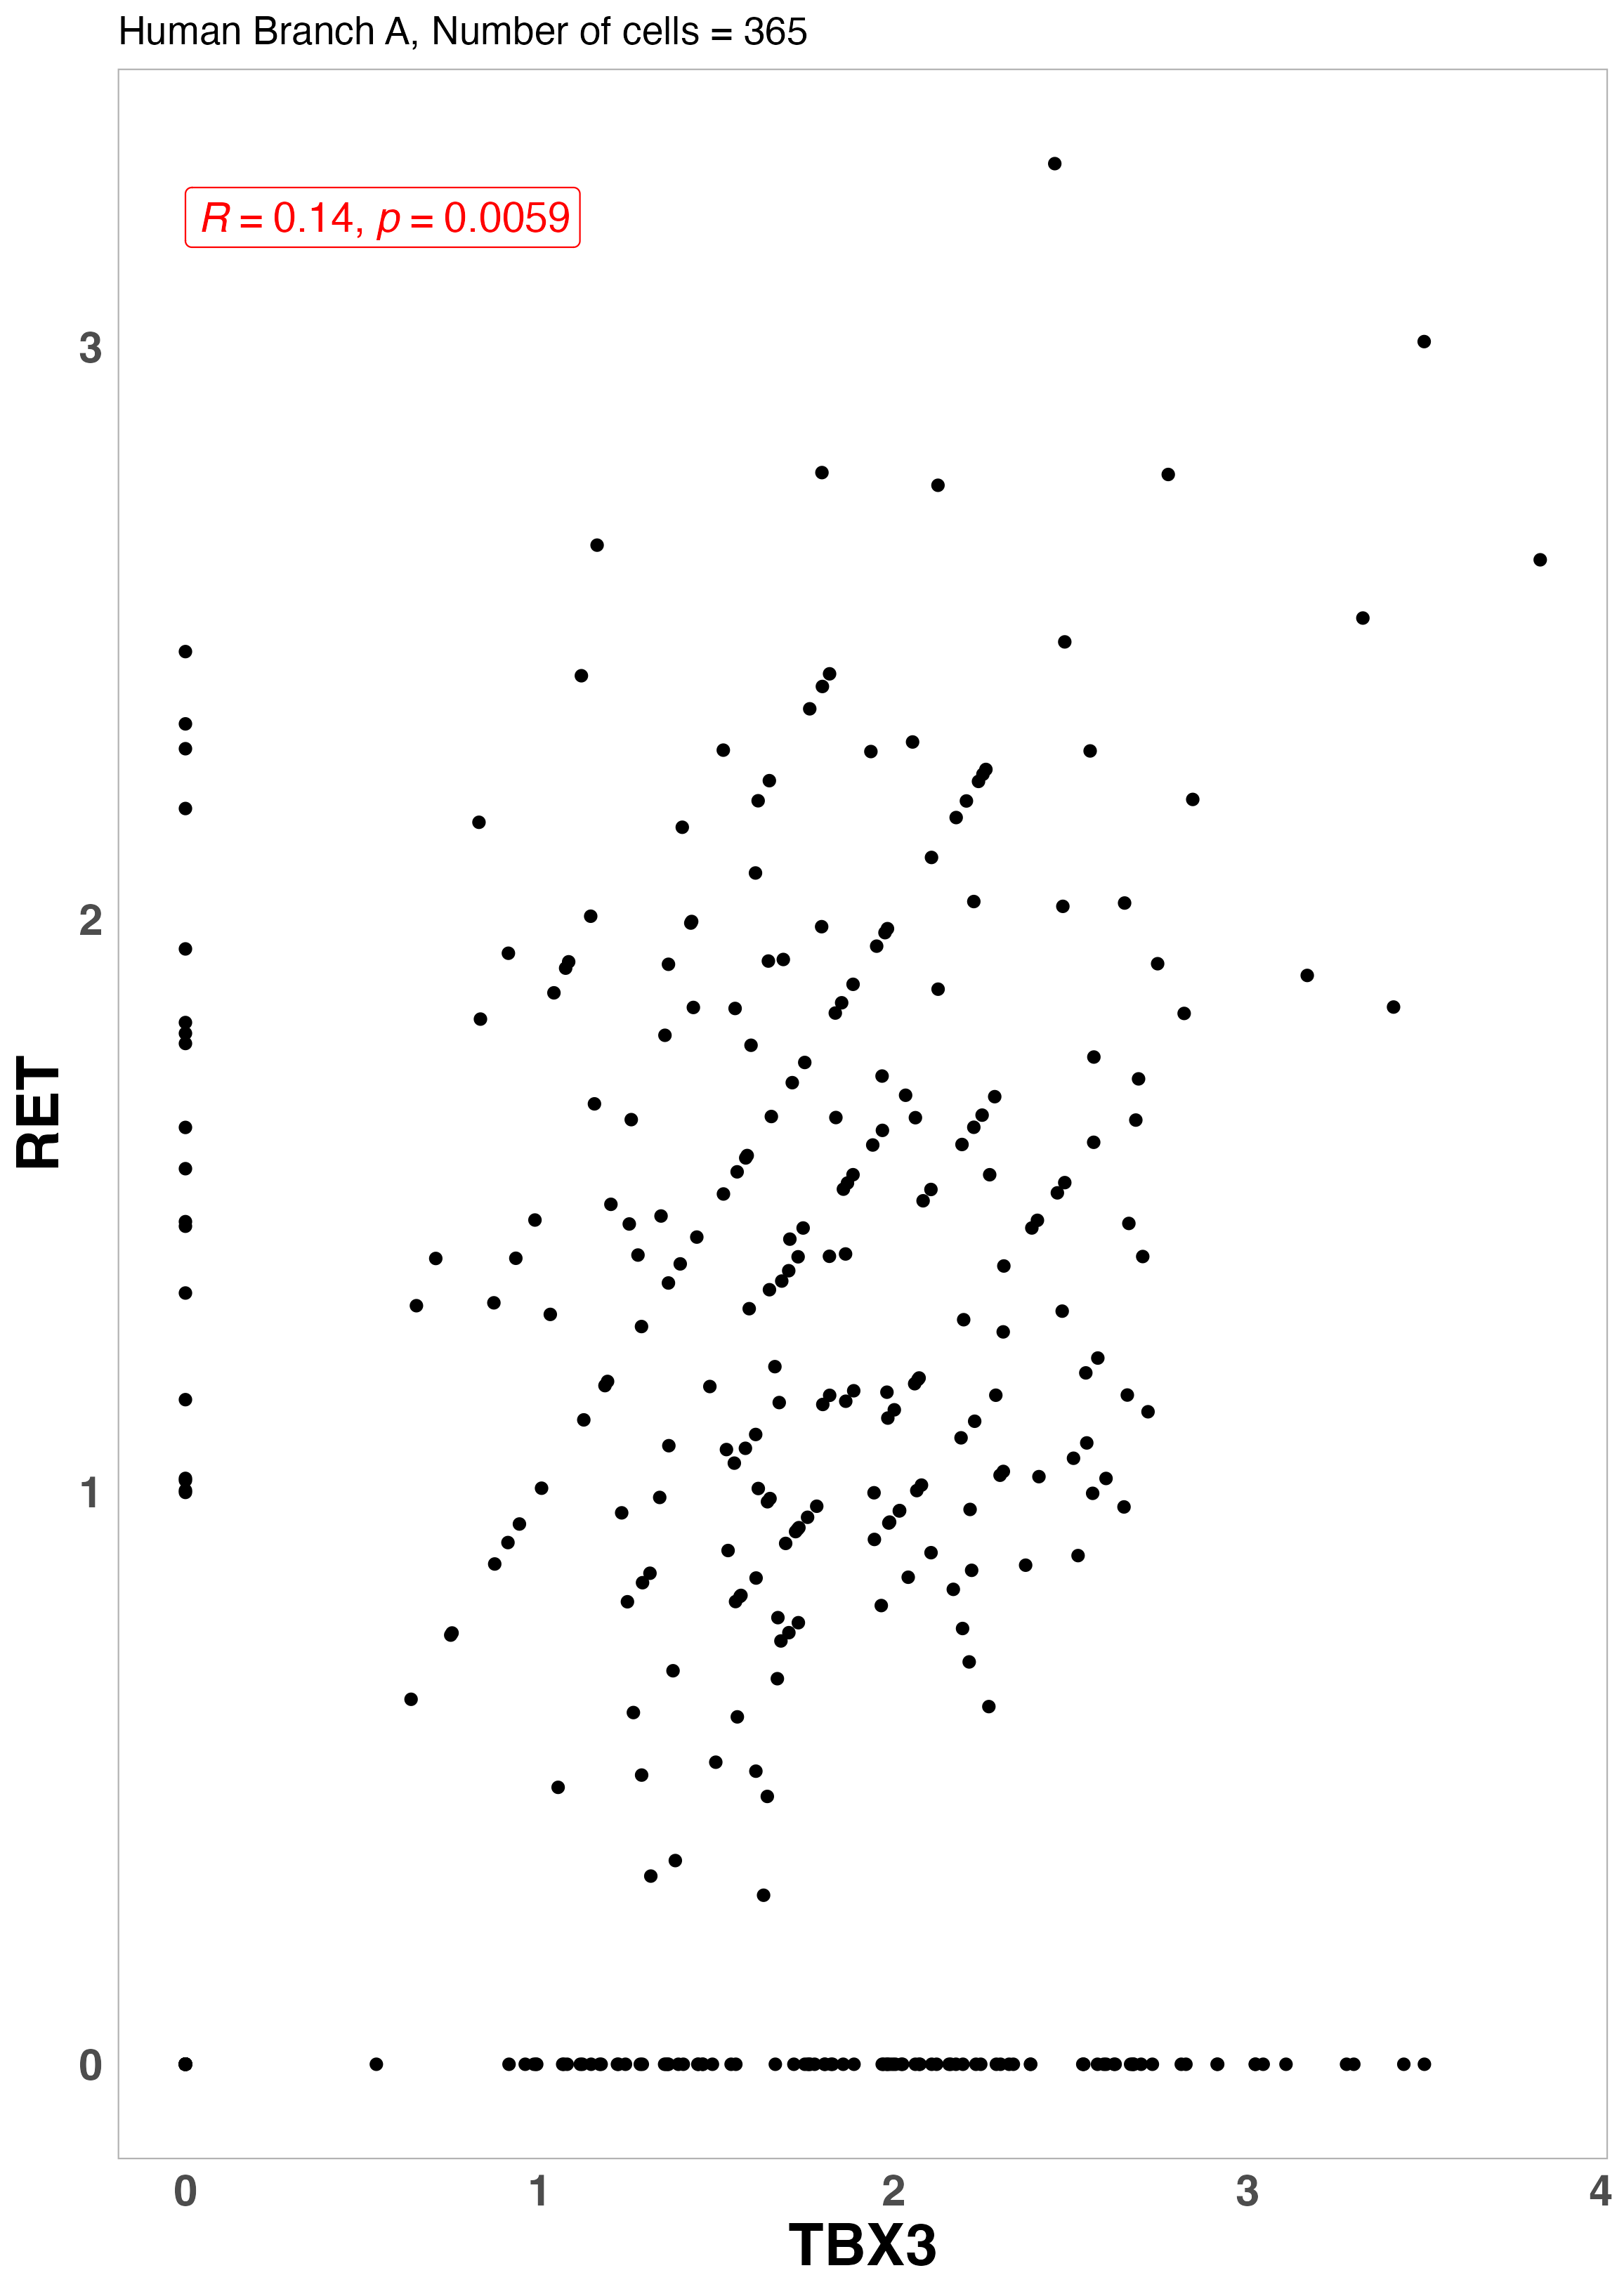 Human Branch A, Number of cells = 365
R = 0.14, p = 0.0059
3
2
1
0
RET
0 1 2 3 4
TBX3